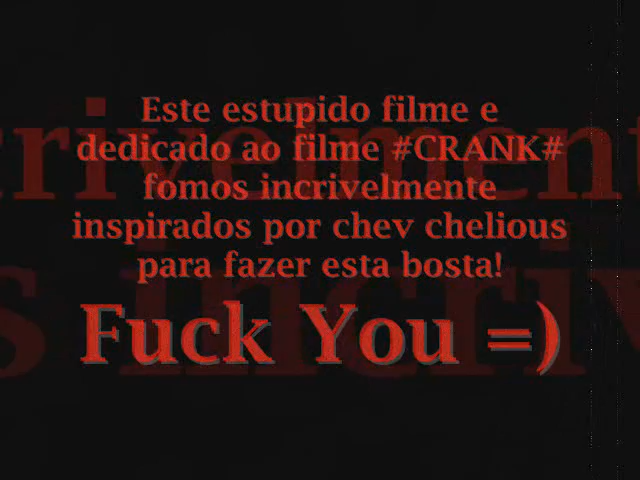 Este estupido filme e
dedicado ao filme #CRANK#
fomos incrivelmente
inspirados por chev chelious
para fazer esta bosta!
Fuck You =)